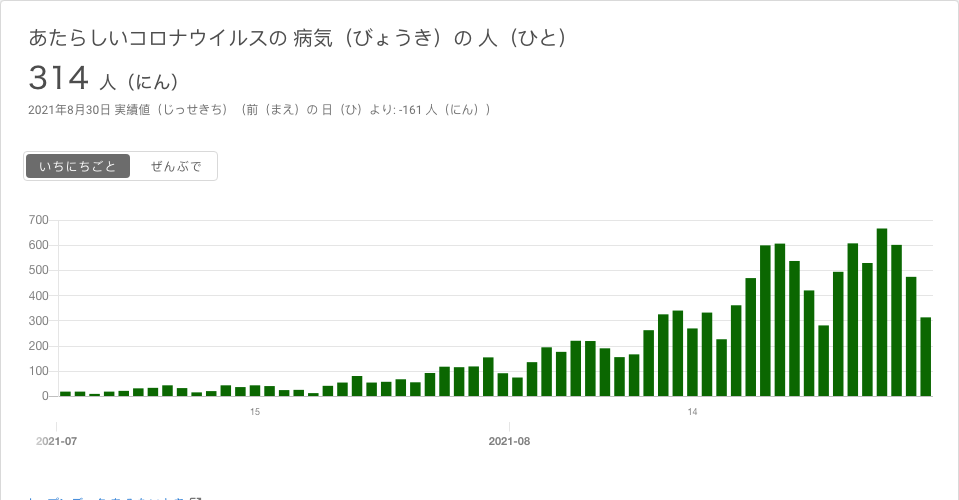 あたらしいコロナウイルスの 病気（びょうき）の 人（ひと）
314 人（にん）
2021年8月30日 実績値（じっせきち）（前（まえ）の 日（ひ）より: -161 人（にん））
いちにちごと ぜんぶで
700
600
500
400
300
200
100
0
15 14
2021-07 2021-08